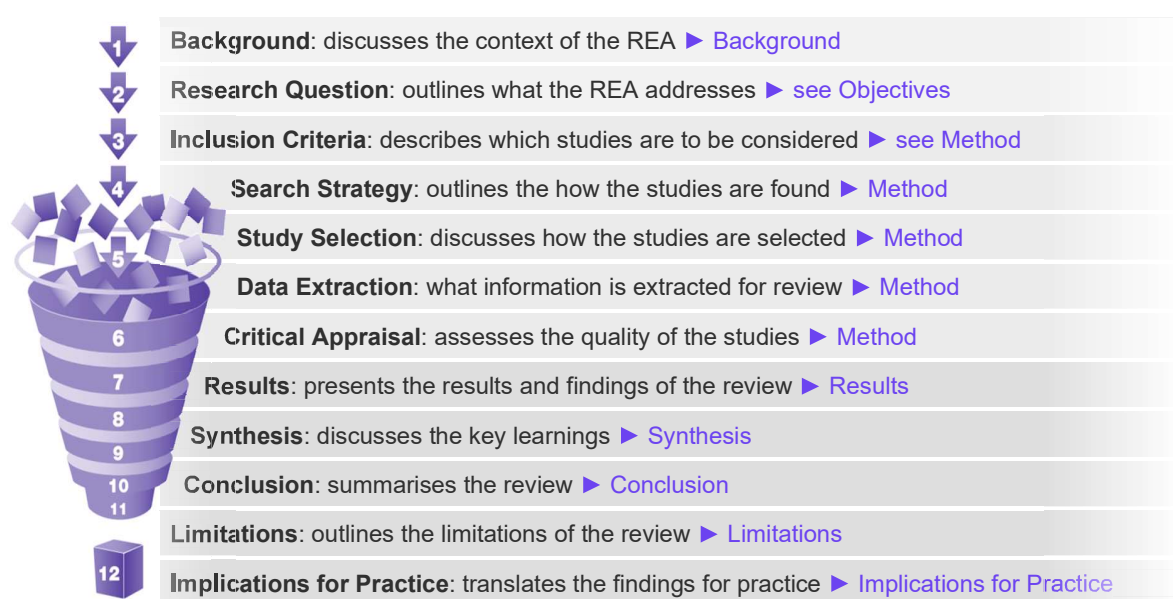 1 Background: discusses the context of the REA ► Background
2 Research Question: outlines what the REA addresses ► see Objectives
3 Inclusion Criteria: describes which studies are to be considered ► see Method
4 Search Strategy: outlines the how the studies are found ► Method
5 Study Selection: discusses how the studies are selected ► Method
Data Extraction: what information is extracted for review ► Method
6 Critical Appraisal: assesses the quality of the studies ► Method
7 Results: presents the results and findings of the review ► Results
8 Synthesis: discusses the key learnings ► Synthesis
9
10 Conclusion: summarises the review ► Conclusion
11
Limitations: outlines the limitations of the review ► Limitations
12 Implications for Practice: translates the findings for practice ► Implications for Practice